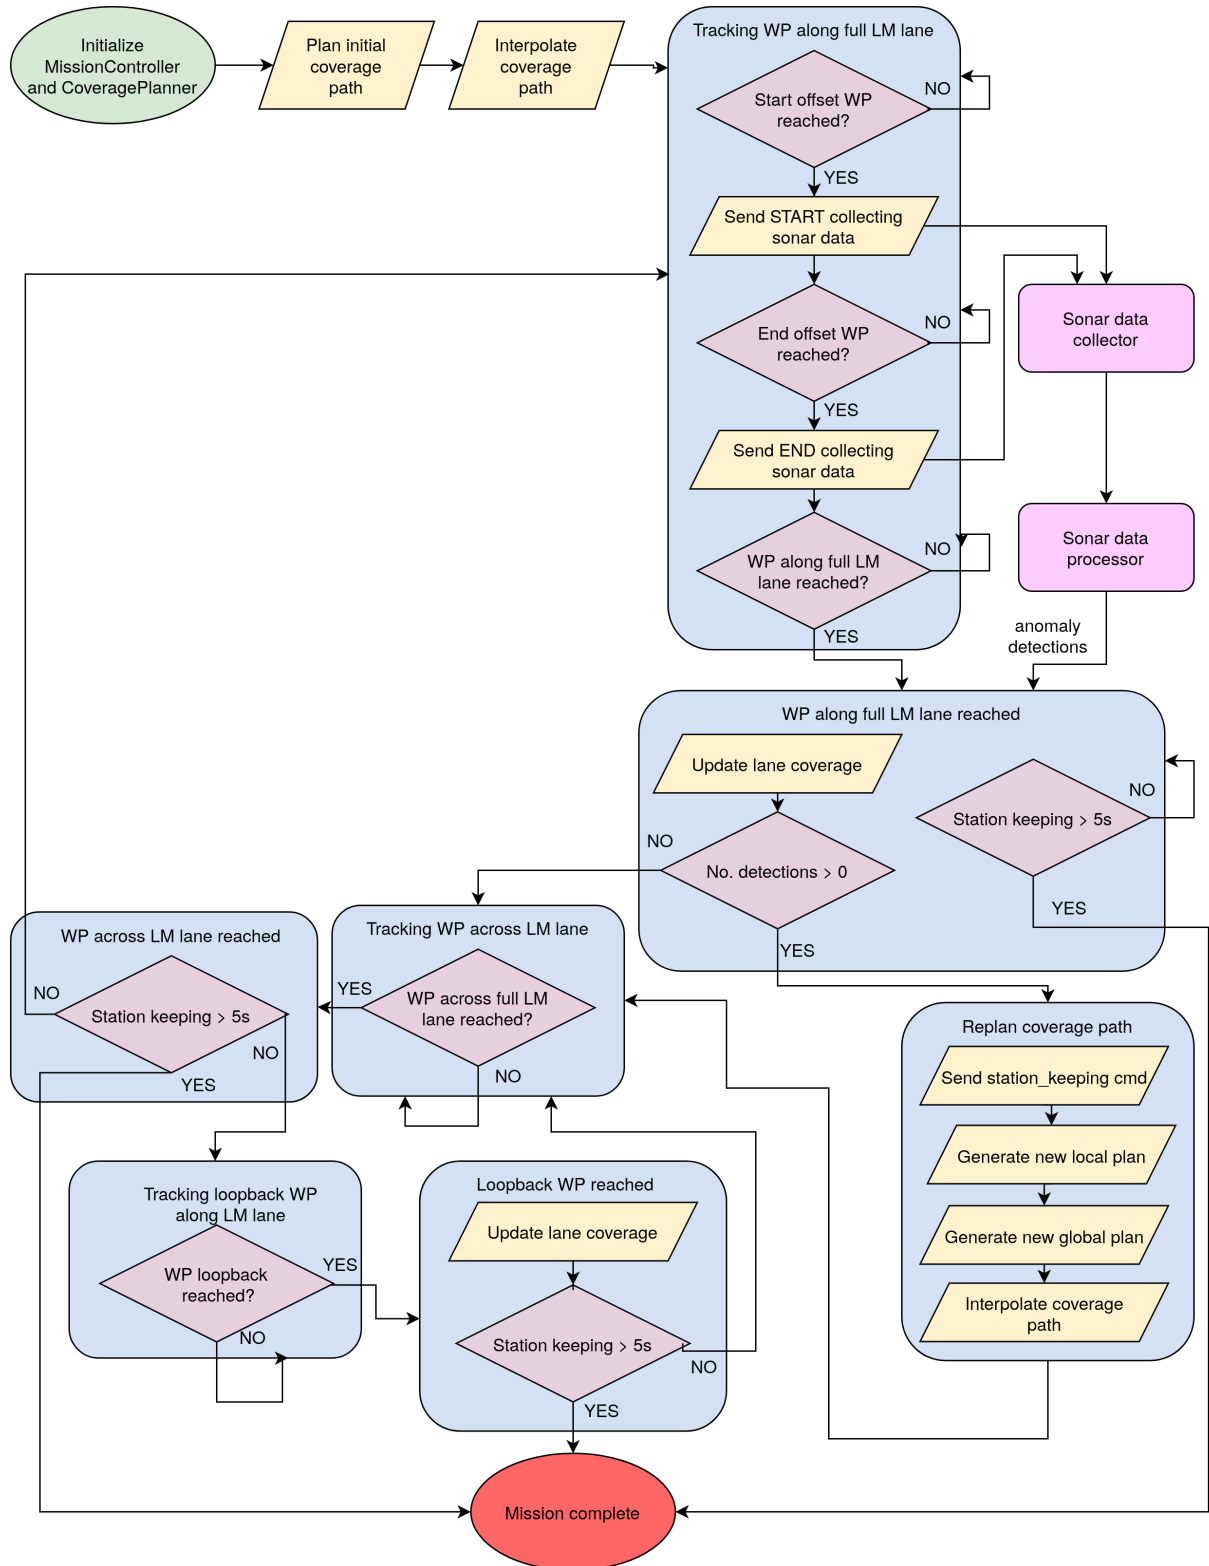 Initialize
MissionController
and CoveragePlanner
Plan initial
coverage
path
Interpolate
coverage
path
Tracking WP along full LM lane
Start offset WP
reached?
NO
YES
Send START collecting
sonar data
End offset WP
reached?
NO
YES
Send END collecting
sonar data
WP along full LM
lane reached?
NO
YES
Sonar data
collector
Sonar data
processor
anomaly
detections
WP along full LM lane reached
Update lane coverage
No. detections > 0
NO
YES
Station keeping > 5s
NO
YES
WP across LM lane reached
Station keeping > 5s
NO
NO
YES
Tracking WP across LM lane
WP across full LM
lane reached?
YES
NO
Replan coverage path
Send station_keeping cmd
Generate new local plan
Generate new global plan
Interpolate coverage
path
Tracking loopback WP
along LM lane
WP loopback
reached?
YES
NO
Loopback WP reached
Update lane coverage
Station keeping > 5s
NO
YES
Mission complete